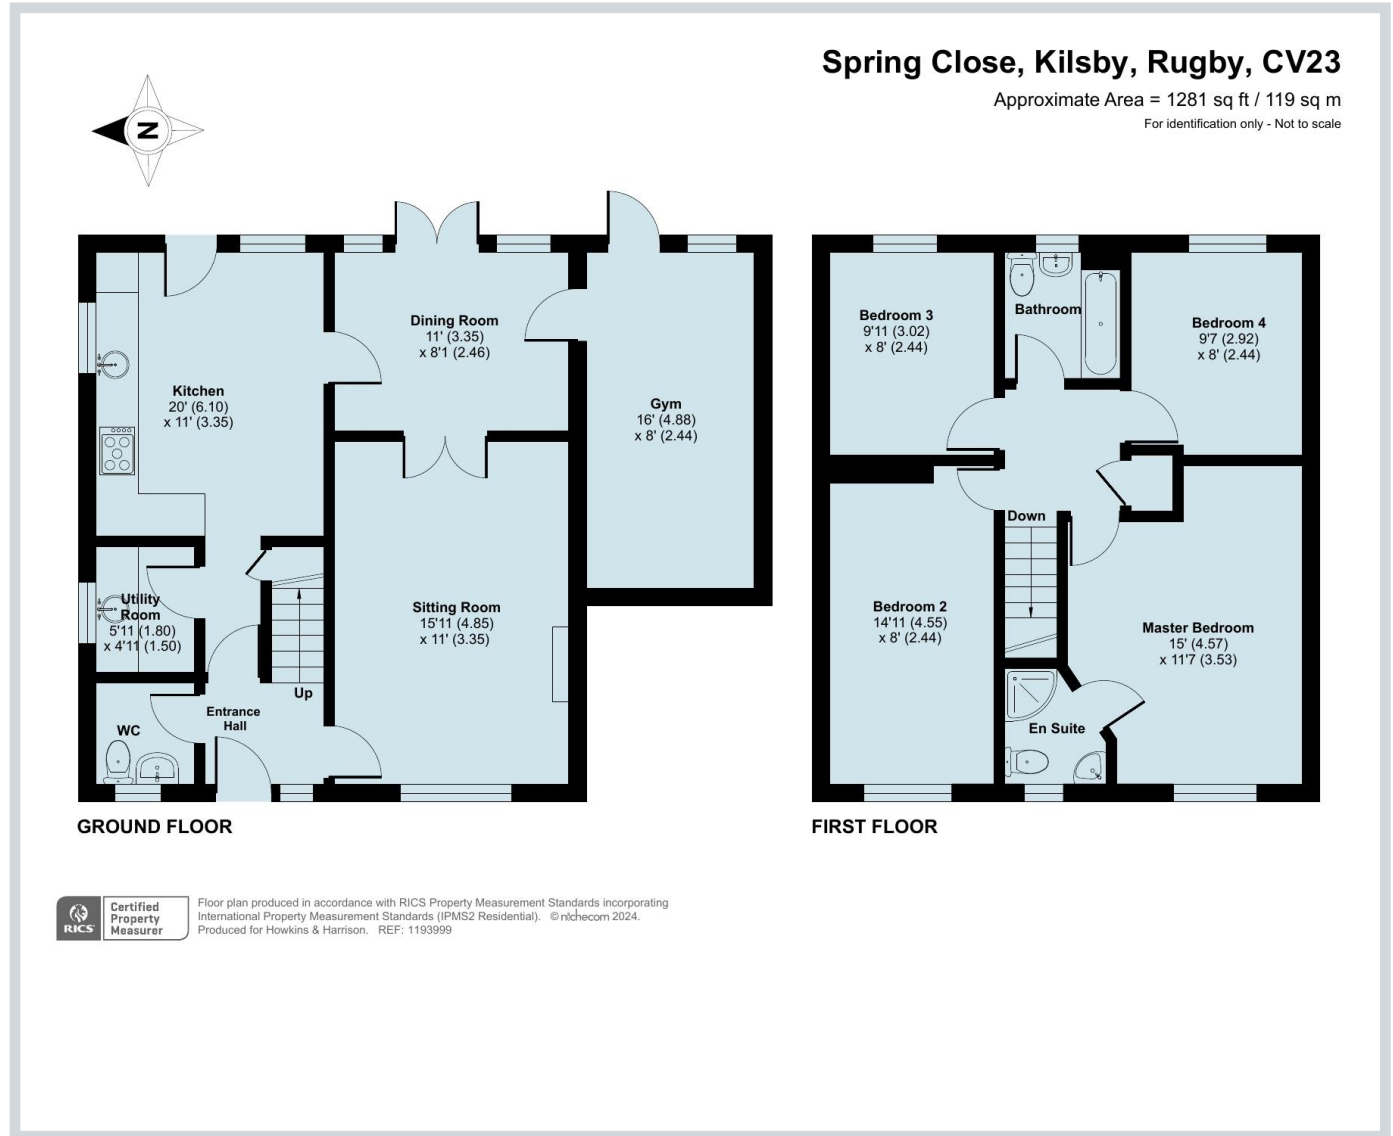 Spring Close, Kilsby, Rugby, CV23
Approximate Area = 1281 sq ft / 119 sq m
For identification only - Not to scale
N
Kitchen
20' (6.10)
x 11' (3.35)
Dining Room
11' (3.35)
x 8'1 (2.46)
Gym
16' (4.88)
x 8' (2.44)
Utility
Room
5'11 (1.80)
x 4'11 (1.50)
Sitting Room
15'11 (4.85)
x 11' (3.35)
Up
Entrance
Hall
WC
GROUND FLOOR
Bedroom 3
9'11 (3.02)
x 8' (2.44)
Bathroom
Bedroom 4
9'7 (2.92)
x 8' (2.44)
Down
Bedroom 2
14'11 (4.55)
x 8' (2.44)
Master Bedroom
15' (4.57)
x 11'7 (3.53)
En Suite
FIRST FLOOR
RICS
Certified
Property
Measurer
Floor plan produced in accordance with RICS Property Measurement Standards incorporating
International Property Measurement Standards (IPMS2 Residential). © nichecom 2024.
Produced for Howkins & Harrison. REF: 1193999